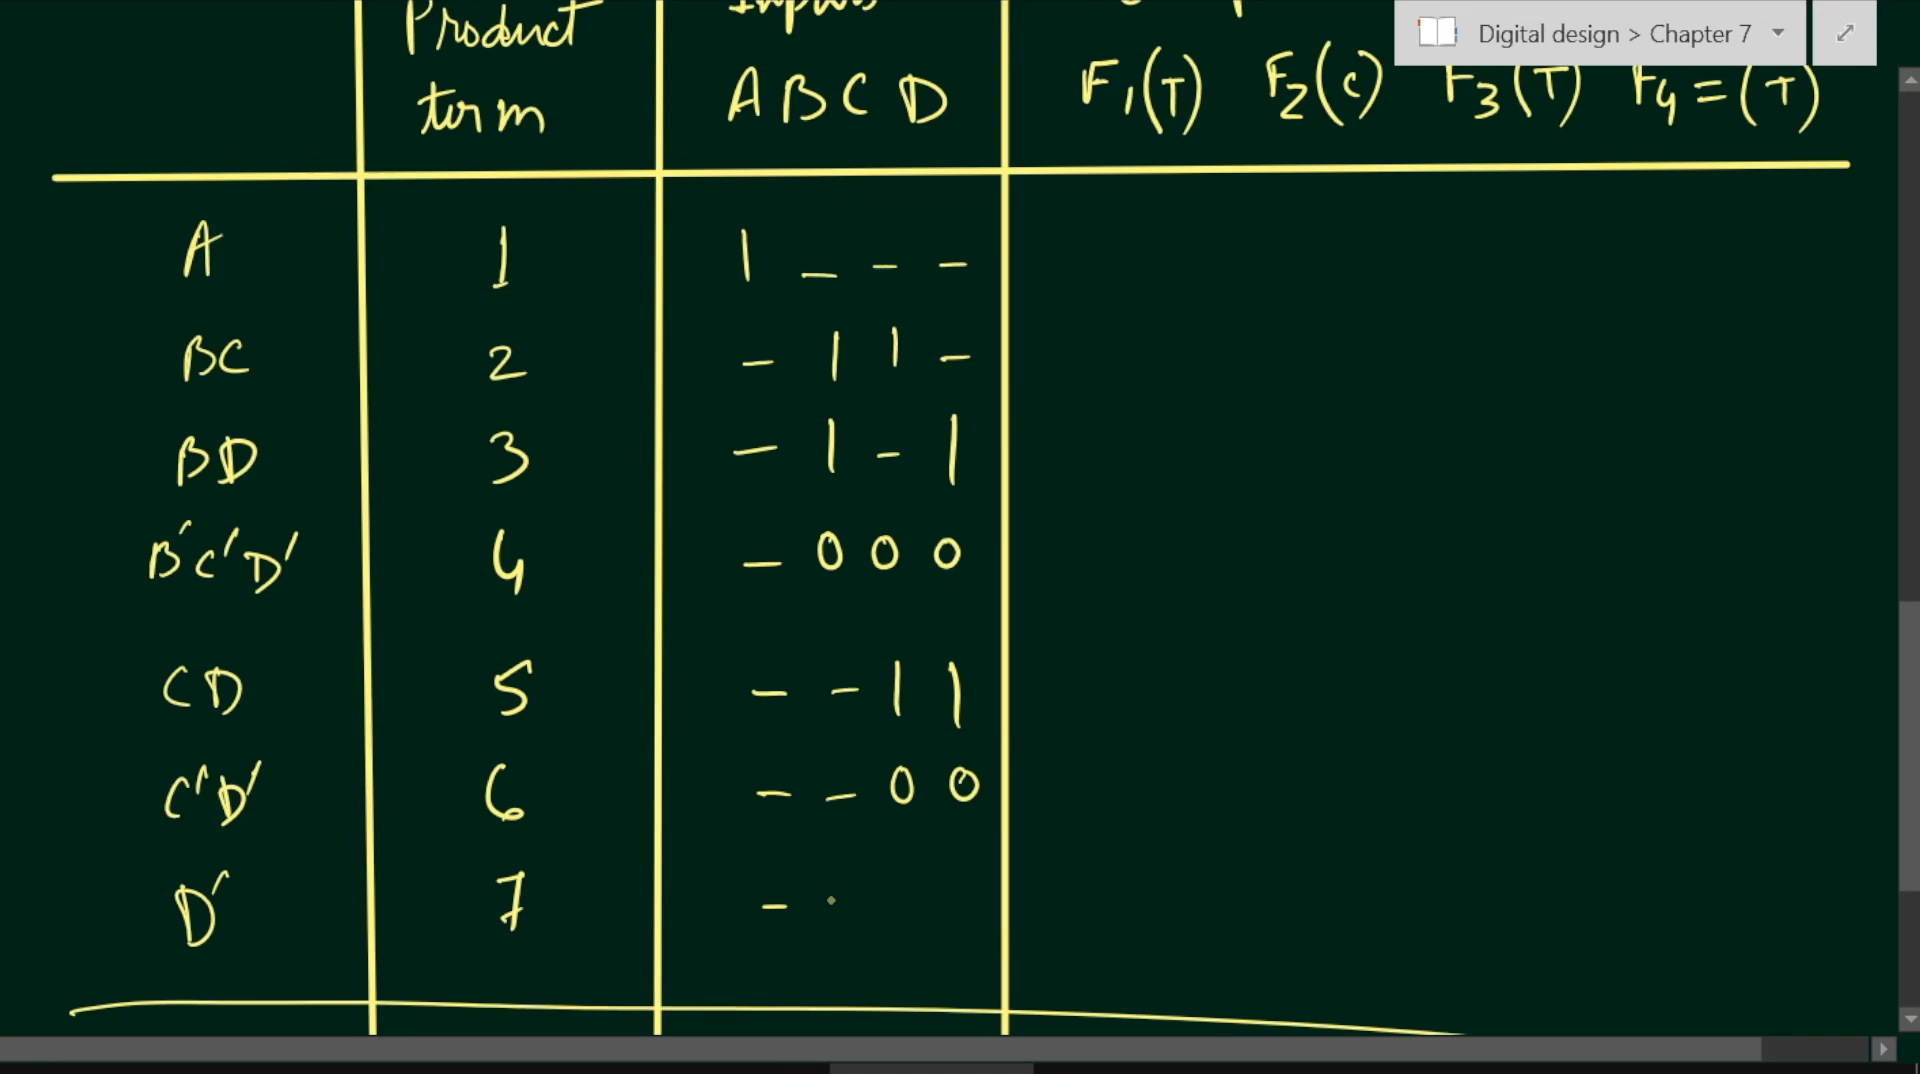 Digital design > Chapter 7
Product Inputs
term A B C D F1(T) F2(C) F3(T) F4=(T)
A 1 1 - - -
BC 2 - 1 1 -
BD 3 - 1 - 1
B'C'D' 4 - 0 0 0
CD 5 - - 1 1
C'D' 6 - - 0 0
D' 7 -